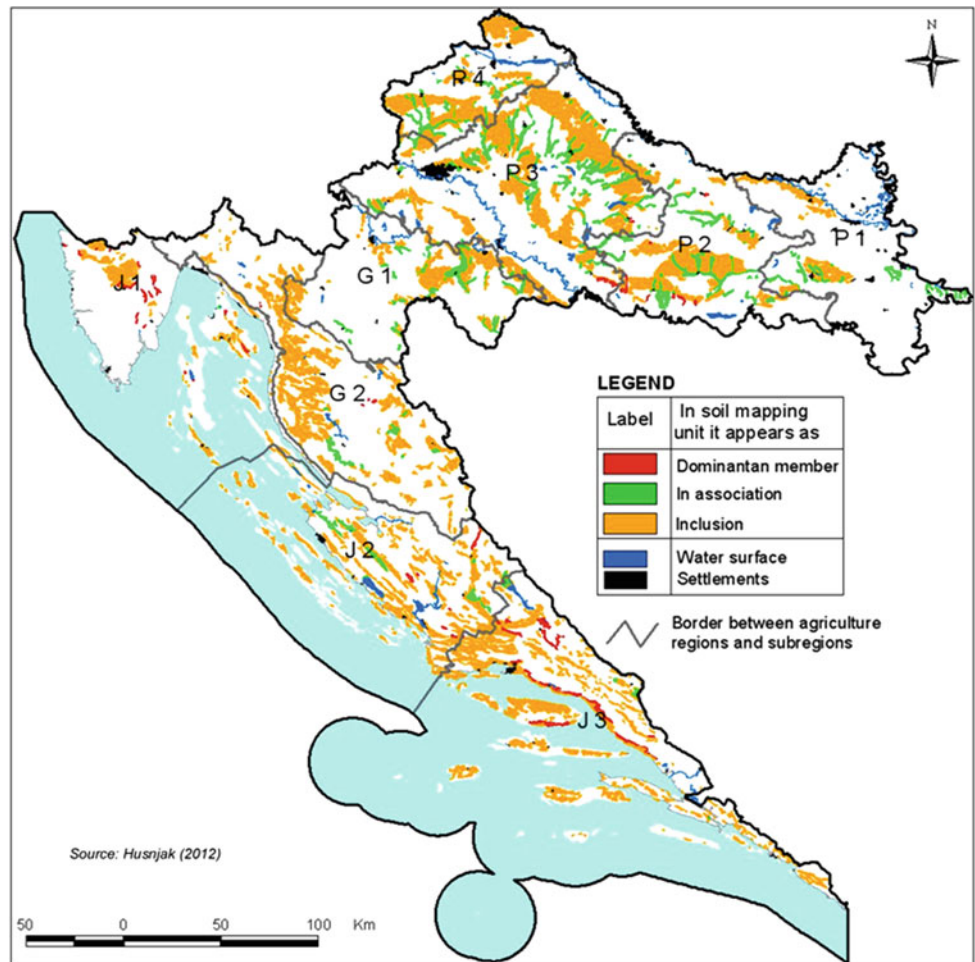 N
P 4
P 3
P 2
P 1
G 1
J 1
G 2
J 2
J 3
LEGEND
Label
In soil mapping
unit it appears as
Dominantan member
In association
Inclusion
Water surface
Settlements
Border between agriculture
regions and subregions
Source: Husnjak (2012)
50 0 50 100 Km